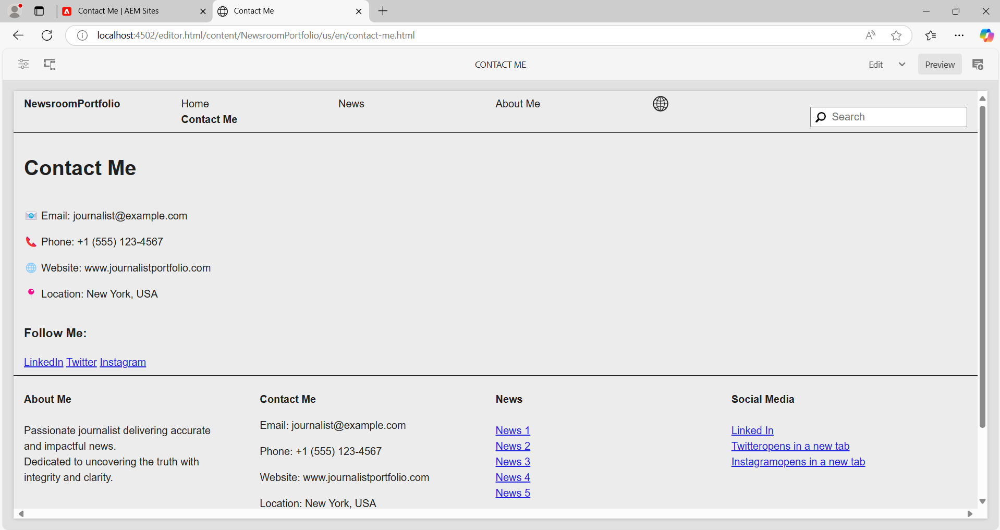 Contact Me | AEM Sites
Contact Me
localhost:4502/editor.html/content/NewsroomPortfolio/us/en/contact-me.html
CONTACT ME
Edit
Preview
NewsroomPortfolio
Home
News
About Me
Contact Me
Search
Contact Me
Email: journalist@example.com
Phone: +1 (555) 123-4567
Website: www.journalistportfolio.com
Location: New York, USA
Follow Me:
LinkedIn Twitter Instagram
About Me
Passionate journalist delivering accurate
and impactful news.
Dedicated to uncovering the truth with
integrity and clarity.
Contact Me
Email: journalist@example.com
Phone: +1 (555) 123-4567
Website: www.journalistportfolio.com
Location: New York, USA
News
News 1
News 2
News 3
News 4
News 5
Social Media
Linked In
Twitteropens in a new tab
Instagramopens in a new tab